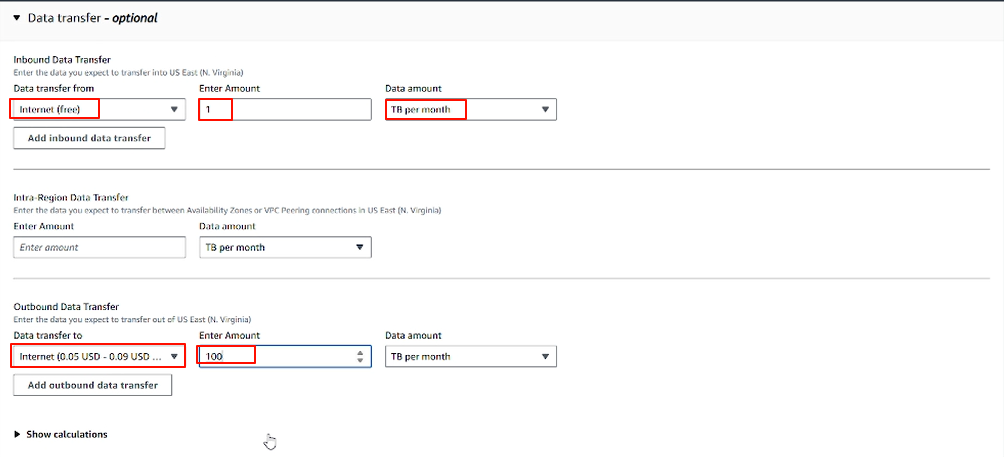 Data transfer - optional
Inbound Data Transfer
Enter the data you expect to transfer into US East (N. Virginia)
Data transfer from Enter Amount Data amount
Internet (free) 1 TB per month
Add inbound data transfer
Intra-Region Data Transfer
Enter the data you expect to transfer between Availability Zones or VPC Peering connections in US East (N. Virginia)
Enter Amount Data amount
Enter amount TB per month
Outbound Data Transfer
Enter the data you expect to transfer out of US East (N. Virginia)
Data transfer to Enter Amount Data amount
Internet (0.05 USD - 0.09 USD ... 100 TB per month
Add outbound data transfer
Show calculations